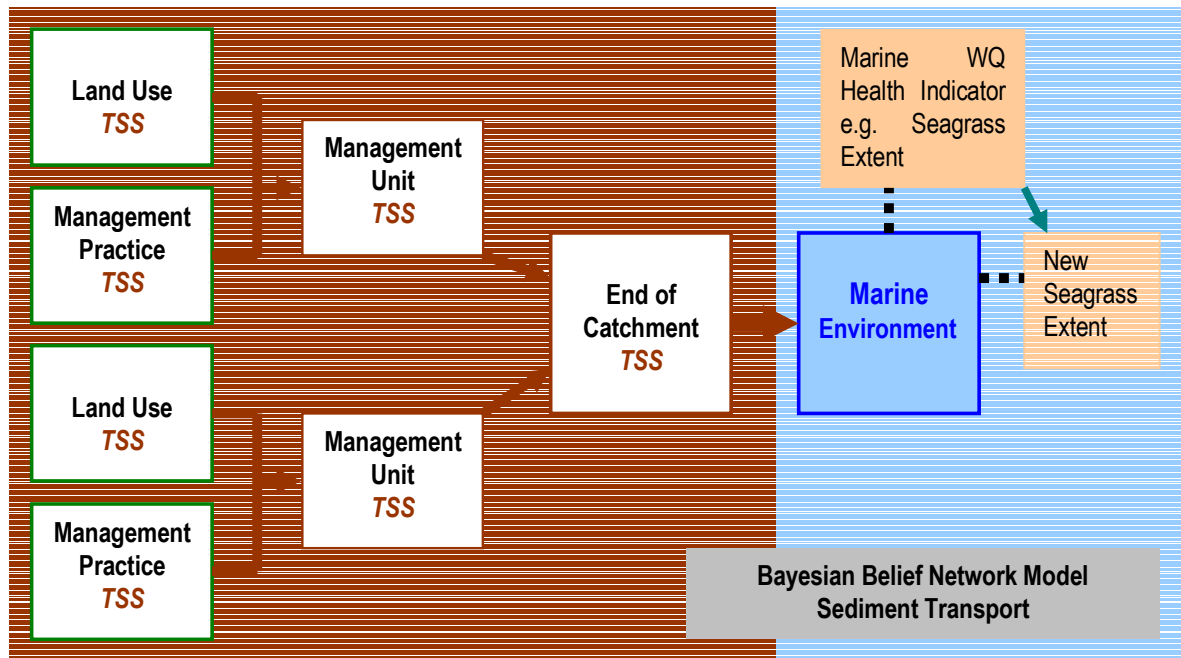 Land Use
TSS
Management
Practice
TSS
Land Use
TSS
Management
Practice
TSS
Management
Unit
TSS
Management
Unit
TSS
End of
Catchment
TSS
Marine WQ
Health Indicator
e.g. Seagrass
Extent
Marine
Environment
New
Seagrass
Extent
Bayesian Belief Network Model
Sediment Transport